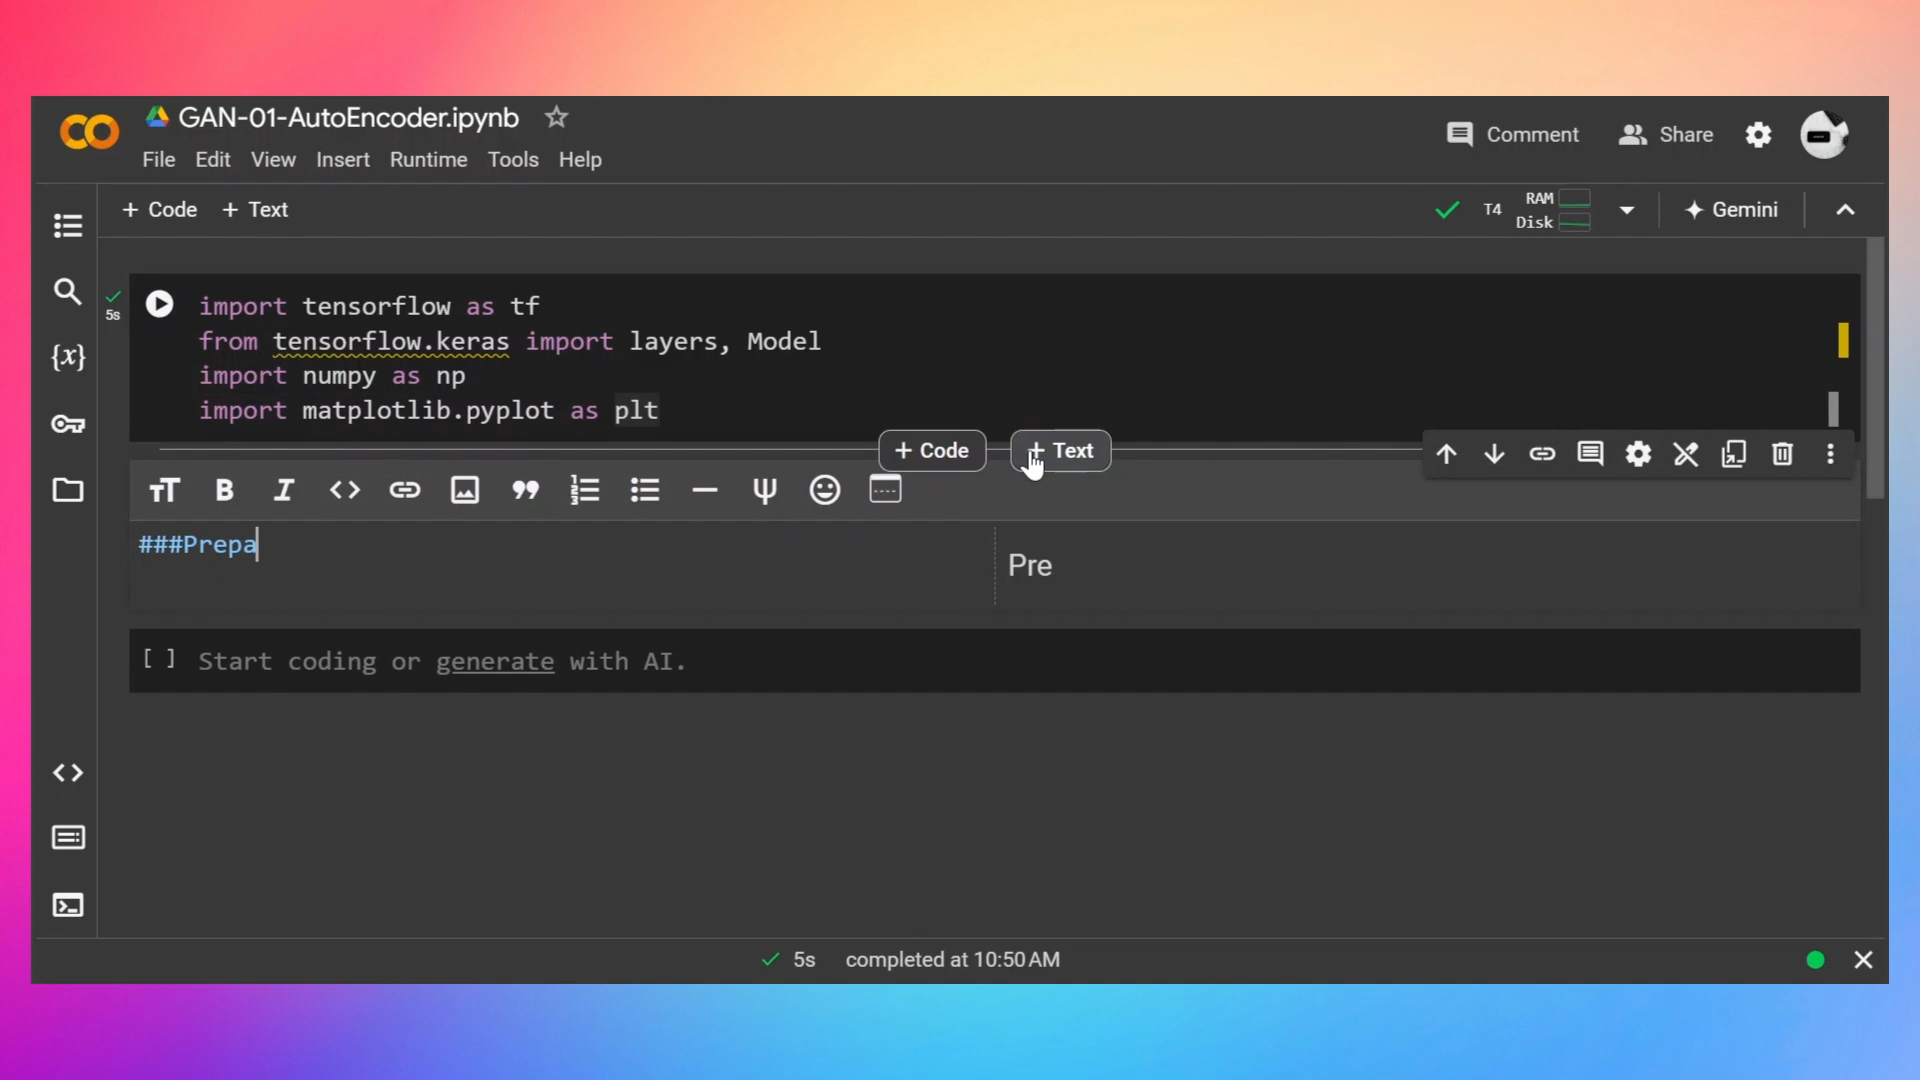 GAN-01-AutoEncoder.ipynb
File Edit View Insert Runtime Tools Help
Comment Share
+ Code + Text
T4 RAM Disk Gemini
5s
import tensorflow as tf
from tensorflow.keras import layers, Model
import numpy as np
import matplotlib.pyplot as plt
+ Code + Text
###Prepa
Pre
[ ] Start coding or generate with AI.
5s completed at 10:50 AM